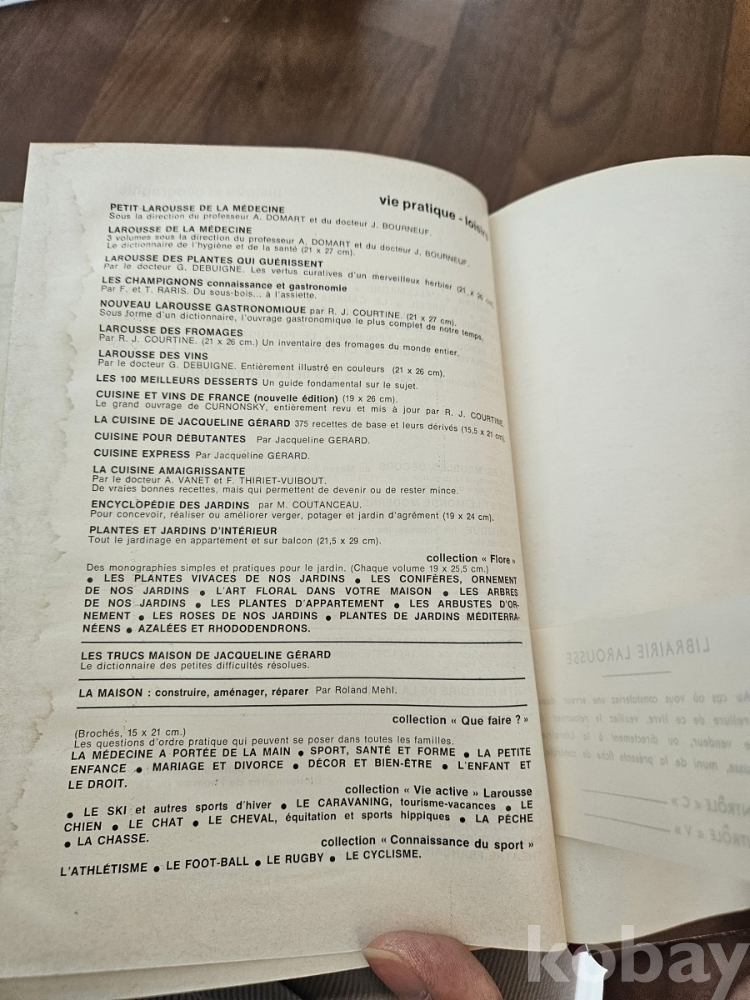 vie pratique - loisirs
PETIT LAROUSSE DE LA MÉDECINE
Sous la direction du professeur A. DOMART et du docteur J. BOURNEUF.
LAROUSSE DE LA MÉDECINE
3 volumes sous la direction du professeur A. DOMART et du docteur J. BOURNEUF.
Le dictionnaire de l'hygiène et de la santé (21 x 27 cm).
LAROUSSE DES PLANTES QUI GUÉRISSENT
Par le docteur G. DEBUIGNE. Les vertus curatives d'un merveilleux herbier (21 x 26 cm).
LES CHAMPIGNONS connaissance et gastronomie
Par F. et T. RARIS. Du sous-bois... à l'assiette.
NOUVEAU LAROUSSE GASTRONOMIQUE par R. J. COURTINE. (21 x 27 cm).
Sous forme d'un dictionnaire, l'ouvrage gastronomique le plus complet de notre temps.
LAROUSSE DES FROMAGES
Par R. J. COURTINE. (21 x 26 cm.) Un inventaire des fromages du monde entier.
LAROUSSE DES VINS
Par le docteur G. DEBUIGNE. Entièrement illustré en couleurs (21 x 26 cm).
LES 100 MEILLEURS DESSERTS Un guide fondamental sur le sujet.
CUISINE ET VINS DE FRANCE (nouvelle édition) (19 x 26 cm).
Le grand ouvrage de CURNONSKY, entièrement revu et mis à jour par R. J. COURTINE.
LA CUISINE DE JACQUELINE GÉRARD 375 recettes de base et leurs dérivés (15,5 x 21 cm).
CUISINE POUR DÉBUTANTES Par Jacqueline GÉRARD.
CUISINE EXPRESS Par Jacqueline GÉRARD.
LA CUISINE AMAIGRISSANTE
Par le docteur A. VANET et F. THIRIET-VUIBOUT.
De vraies bonnes recettes, mais qui permettent de devenir ou de rester mince.
ENCYCLOPÉDIE DES JARDINS par M. COUTANCEAU.
Pour concevoir, réaliser ou améliorer verger, potager et jardin d'agrément (19 x 24 cm).
PLANTES ET JARDINS D'INTÉRIEUR
Tout le jardinage en appartement et sur balcon (21,5 x 29 cm).
collection « Flore »
Des monographies simples et pratiques pour le jardin. (Chaque volume 19 x 25,5 cm.)
● LES PLANTES VIVACES DE NOS JARDINS ● LES CONIFÈRES, ORNEMENT
DE NOS JARDINS ● L'ART FLORAL DANS VOTRE MAISON ● LES ARBRES
DE NOS JARDINS ● LES PLANTES D'APPARTEMENT ● LES ARBUSTES D'OR-
NEMENT ● LES ROSES DE NOS JARDINS ● PLANTES DE JARDINS MÉDITERRA-
NÉENS ● AZALÉES ET RHODODENDRONS.
LES TRUCS MAISON DE JACQUELINE GÉRARD
Le dictionnaire des petites difficultés résolues.
LA MAISON : construire, aménager, réparer Par Roland Mehl.
collection « Que faire ? »
(Brochés, 15 x 21 cm.)
Les questions d'ordre pratique qui peuvent se poser dans toutes les familles.
LA MÉDECINE A PORTÉE DE LA MAIN ● SPORT, SANTÉ ET FORME ● LA PETITE
ENFANCE ● MARIAGE ET DIVORCE ● DÉCOR ET BIEN-ÊTRE ● L'ENFANT ET
LE DROIT.
collection « Vie active » Larousse
● LE SKI et autres sports d'hiver ● LE CARAVANING, tourisme-vacances ● LE
CHIEN ● LE CHAT ● LE CHEVAL, équitation et sports hippiques ● LA PÊCHE
● LA CHASSE.
collection « Connaissance du sport »
L'ATHLÉTISME ● LE FOOT-BALL ● LE RUGBY ● LE CYCLISME.
LIBRAIRIE LAROUSSE
kobay